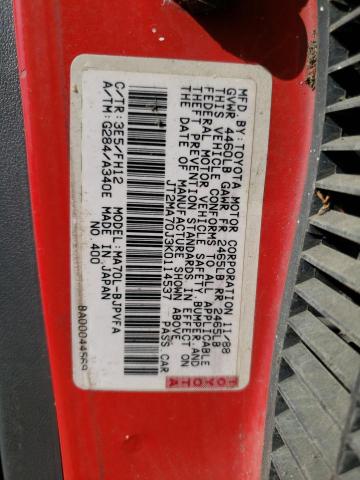 MFD BY: TOYOTA MOTOR CORPORATION 11/88
GVWR 4460LB GAWR FR 2465LB RR 2465LB
THIS VEHICLE CONFORMS TO ALL APPLICABLE
FEDERAL MOTOR VEHICLE SAFETY BUMPER, AND
THEFT PREVENTION STANDARDS IN EFFECT ON
THE DATE OF MANUFACTURE SHOWN ABOVE.
JT2MA70J3K0114537 PASS CAR
C/TR: QE5/FH12 MODEL: MA70L-BJPVFA
A/TM: G284/A340E
MADE IN JAPAN NO. 400
8A00044569
TOYOTA